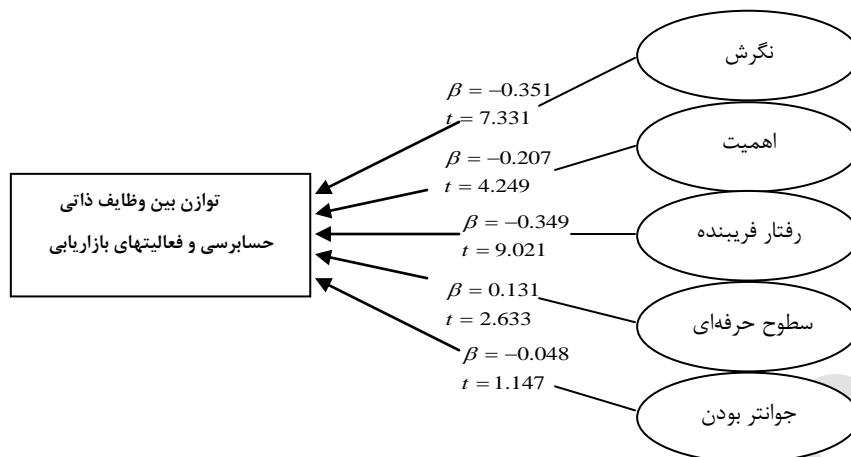 نگرش
β = −0.351
t = 7.331
اهمیت
β = −0.207
t = 4.249
رفتار فریبنده
β = −0.349
t = 9.021
سطوح حرفه‌ای
β = 0.131
t = 2.633
جوانتر بودن
β = −0.048
t = 1.147
توازن بین وظایف ذاتی
حسابرسی و فعالیتهای بازاریابی